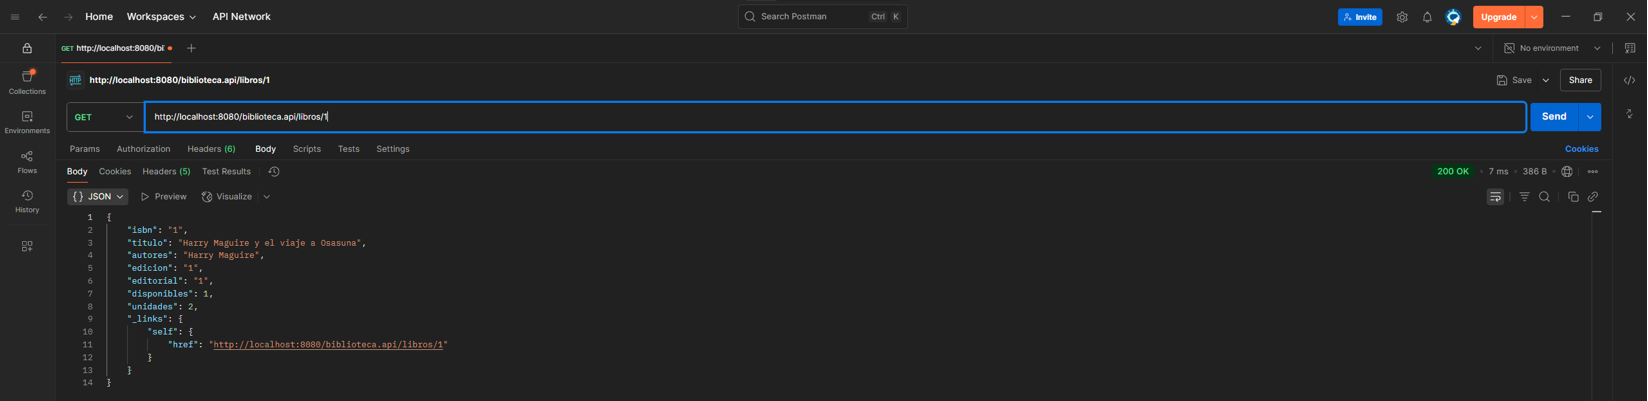 Home Workspaces API Network Search Postman Ctrl K Invite Upgrade
GET http://localhost:8080/bi No environment
Collections
HTTP http://localhost:8080/biblioteca.api/libros/1 Save Share
Environments
GET http://localhost:8080/biblioteca.api/libros/1 Send
Flows
Params Authorization Headers (6) Body Scripts Tests Settings Cookies
History
Body Cookies Headers (5) Test Results 200 OK • 7 ms • 386 B •
{} JSON Preview Visualize
1 {
2 "isbn": "1",
3 "titulo": "Harry Maguire y el viaje a Osasuna",
4 "autores": "Harry Maguire",
5 "edicion": "1",
6 "editorial": "1",
7 "disponibles": 1,
8 "unidades": 2,
9 "_links": {
10 "self": {
11 "href": "http://localhost:8080/biblioteca.api/libros/1"
12 }
13 }
14 }